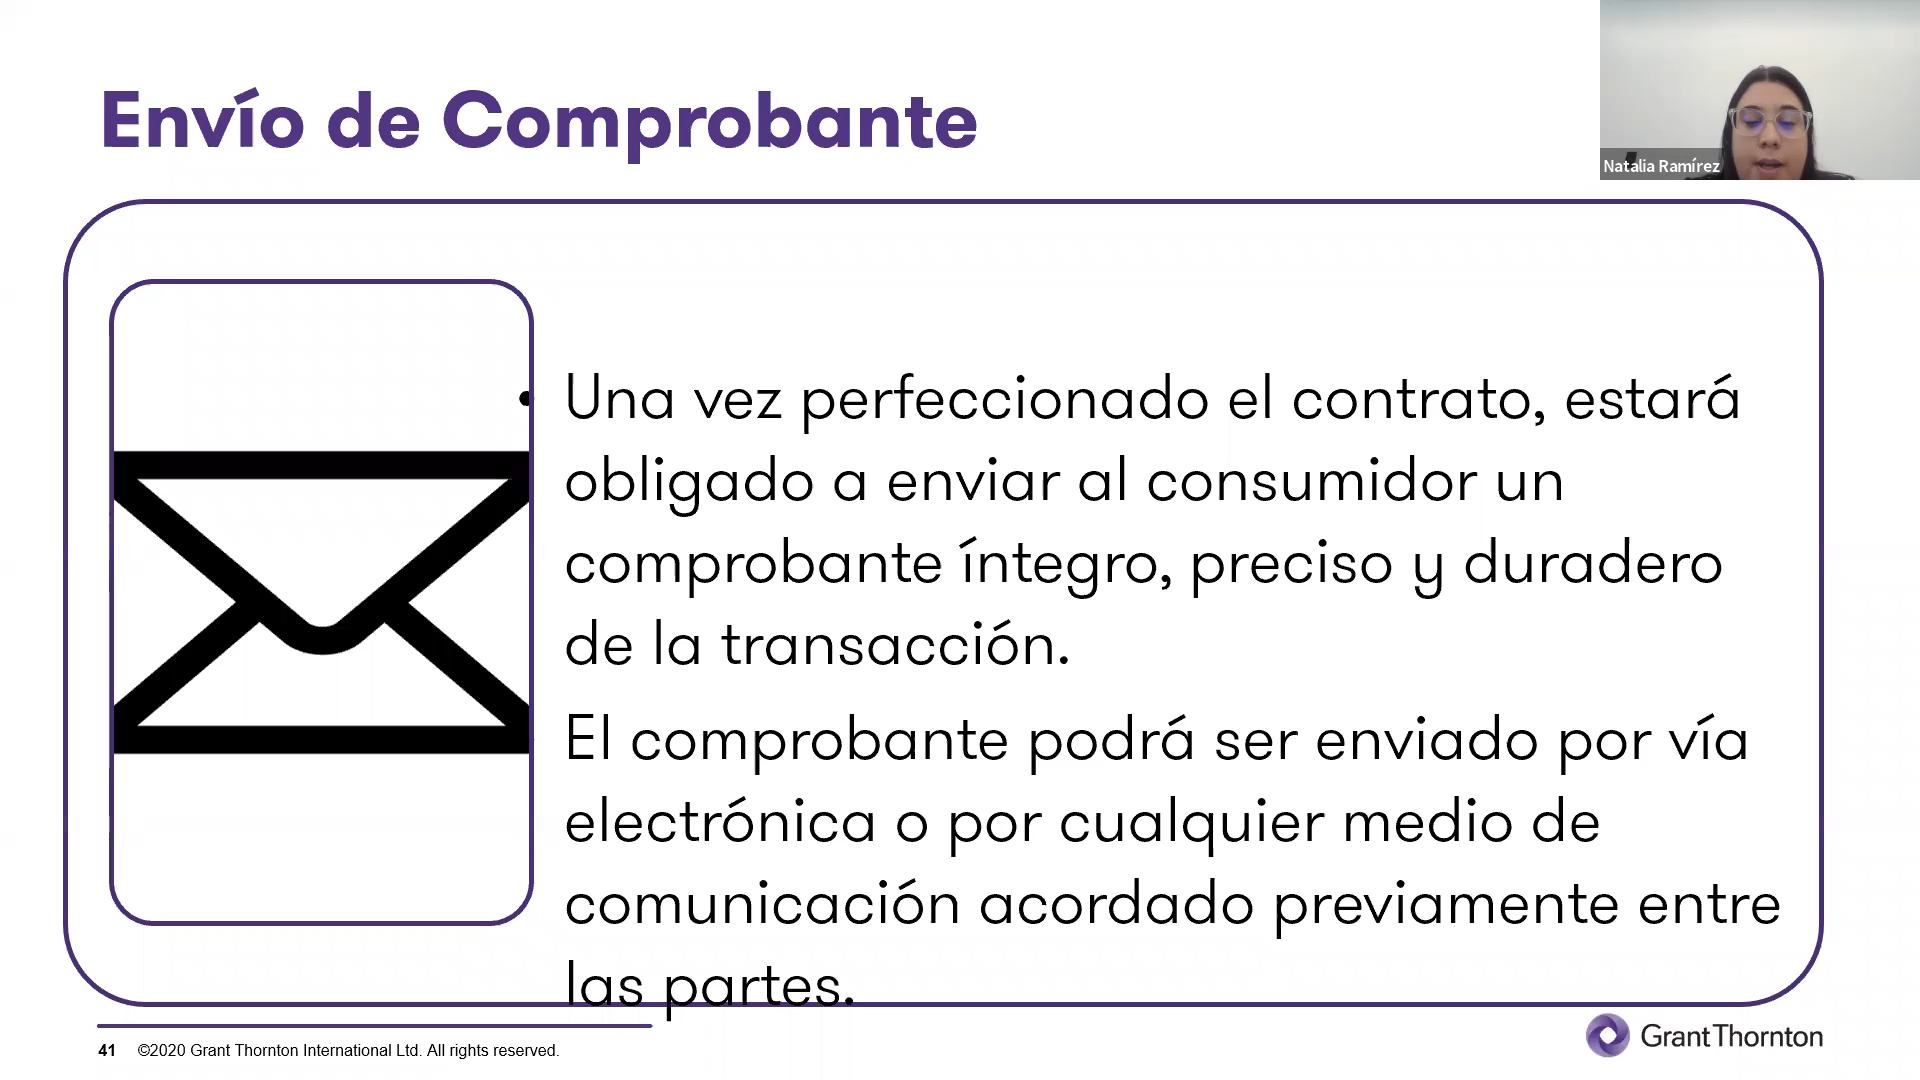 Envío de Comprobante
Natalia Ramírez
• Una vez perfeccionado el contrato, estará
obligado a enviar al consumidor un
comprobante íntegro, preciso y duradero
de la transacción.
El comprobante podrá ser enviado por vía
electrónica o por cualquier medio de
comunicación acordado previamente entre
las partes.
41 ©2020 Grant Thornton International Ltd. All rights reserved.
GrantThornton